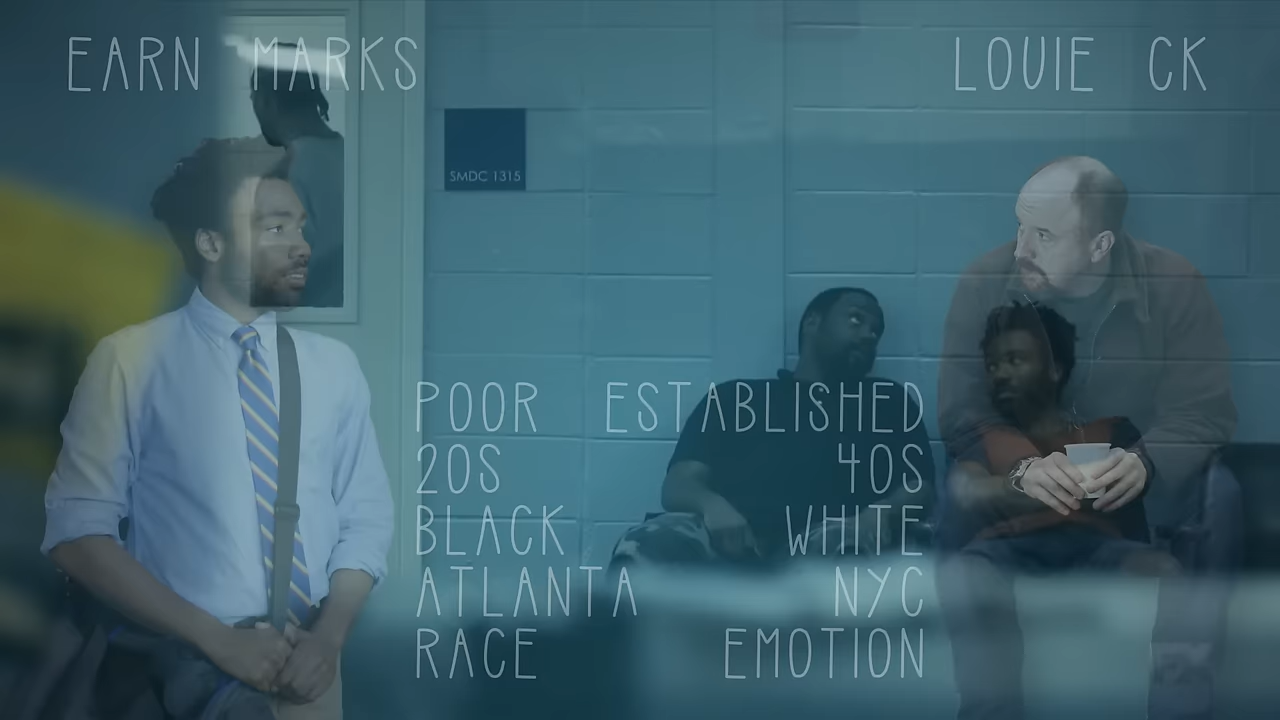 EARN MARKS
LOUIE CK
SMDC 1315
POOR ESTABLISHED
20S 40S
BLACK WHITE
ATLANTA NYC
RACE EMOTION